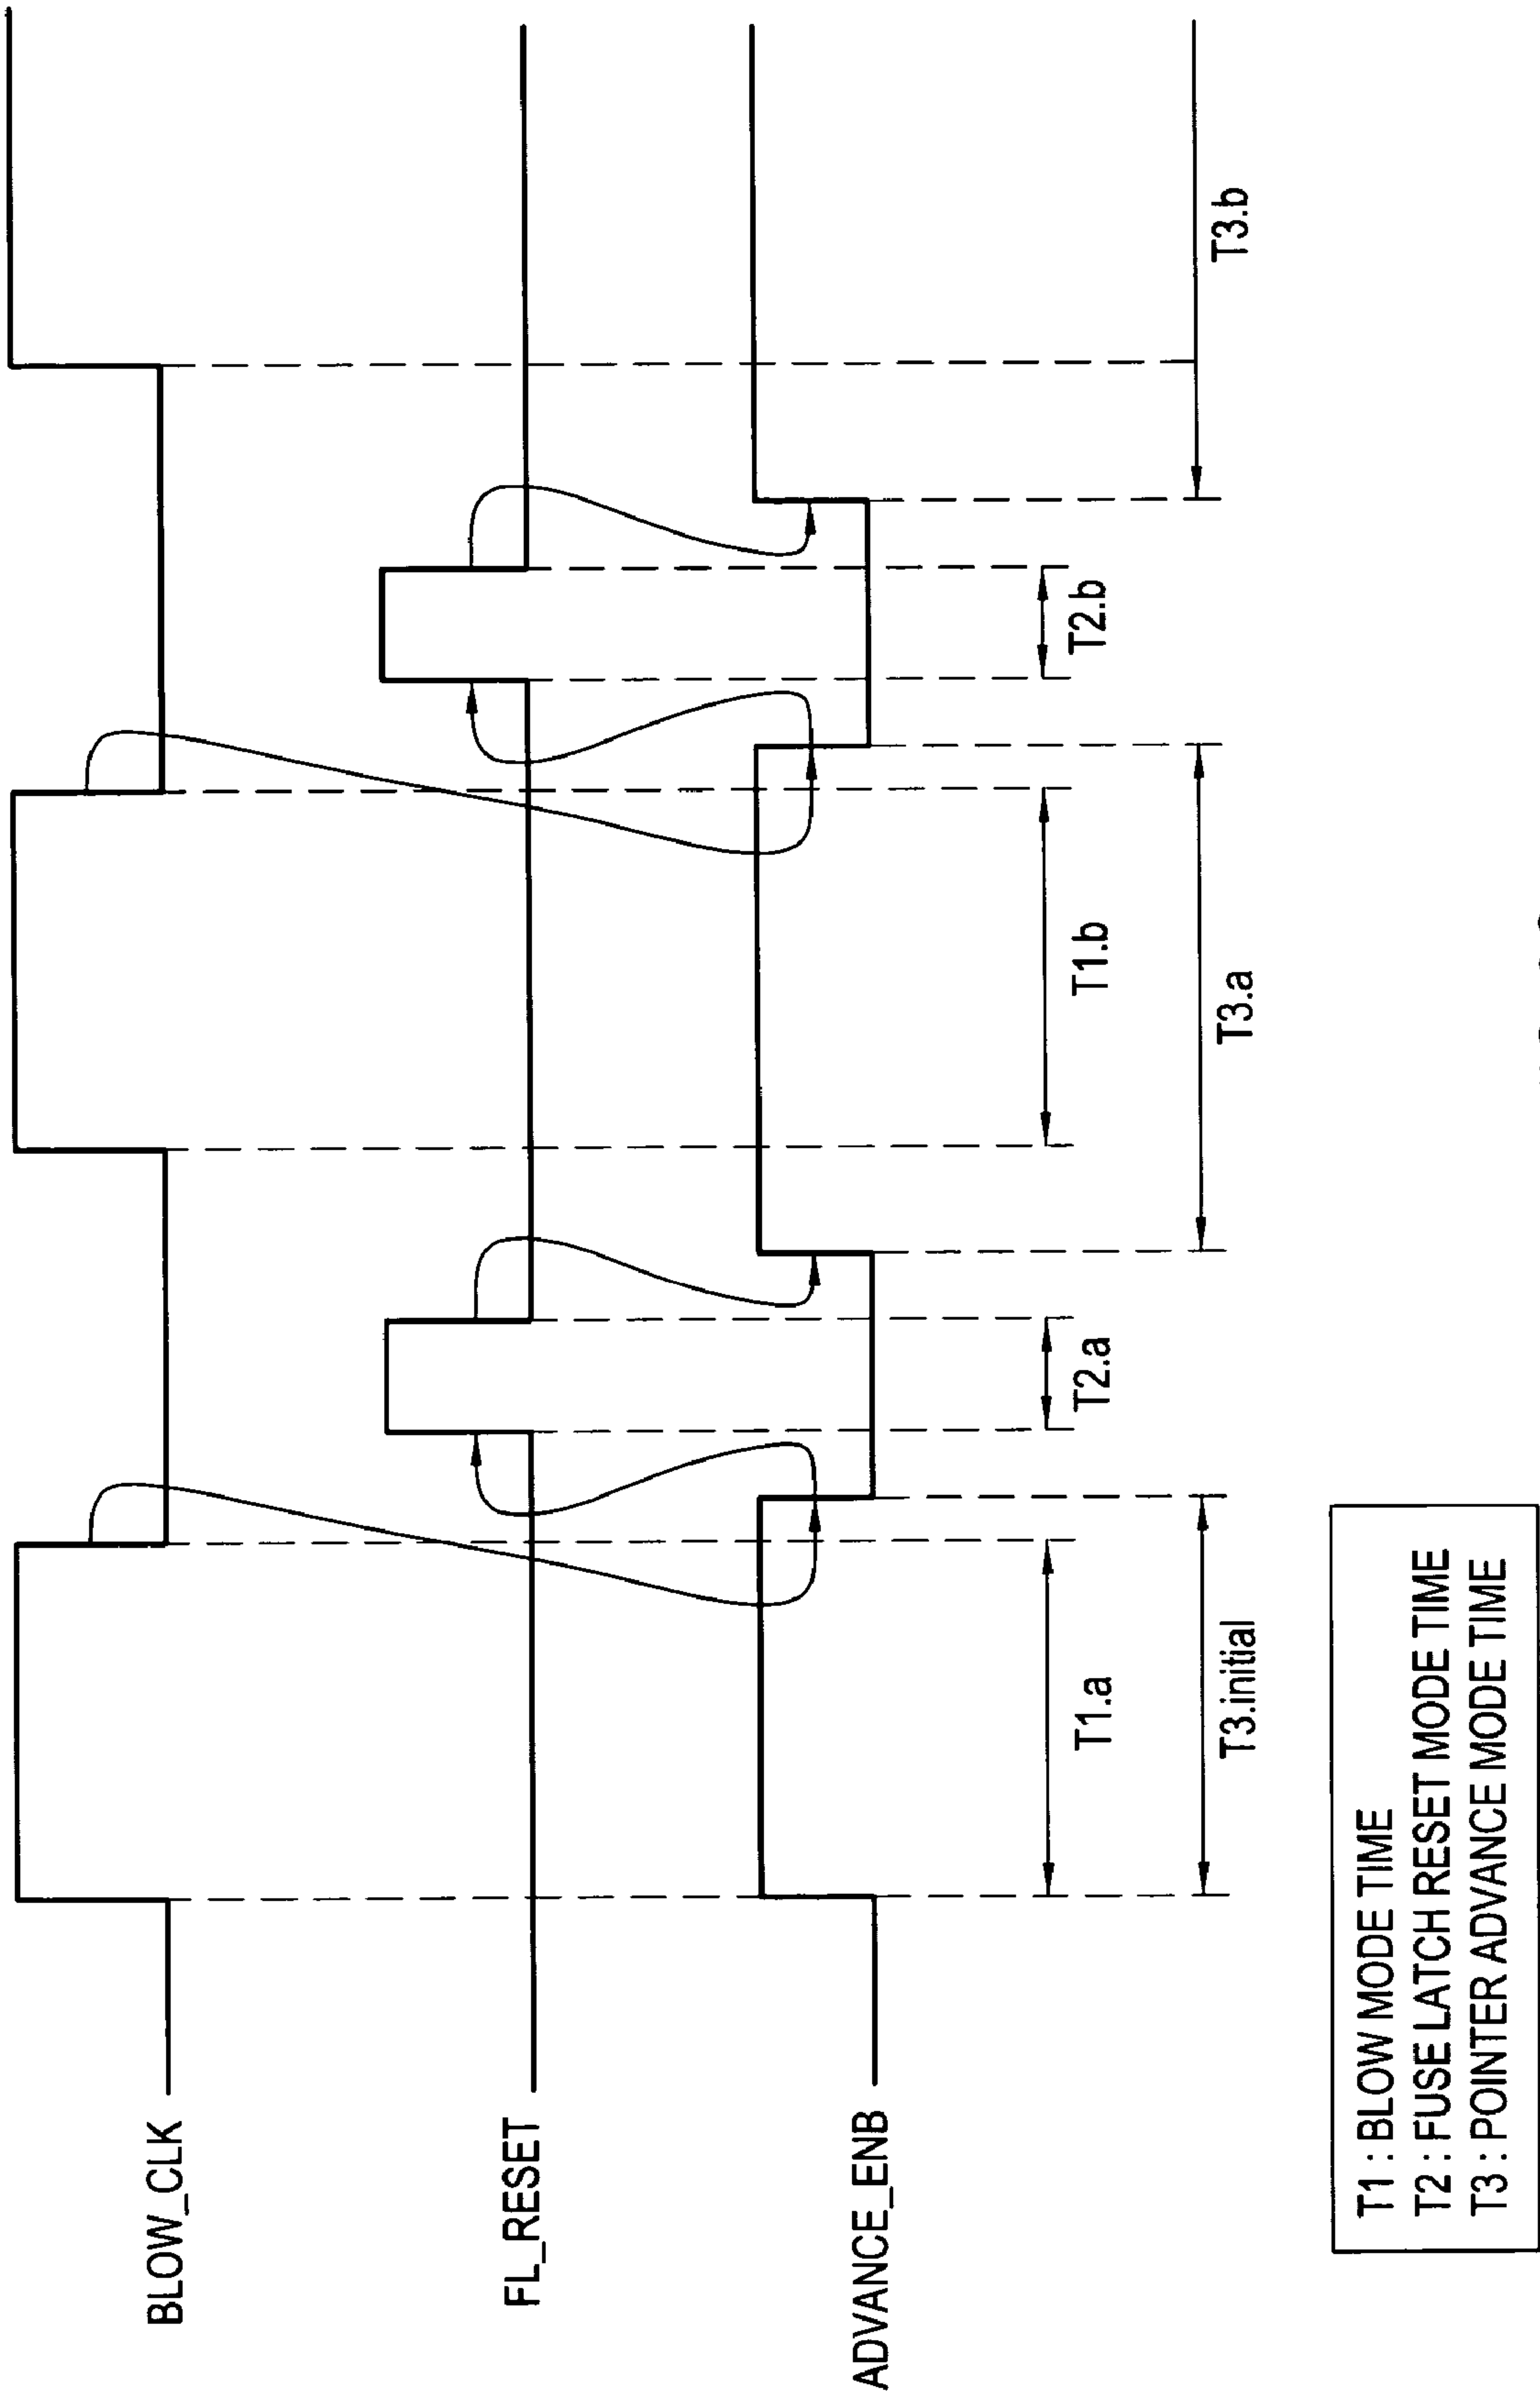 BLOW_CLK
FL_RESET
ADVANCE_ENB
T1.a
T2.a
T1.b
T2.b
T3.initial
T3.a
T3.b
T1 : BLOW MODE TIME
T2 : FUSE LATCH RESET MODE TIME
T3 : POINTER ADVANCE MODE TIME